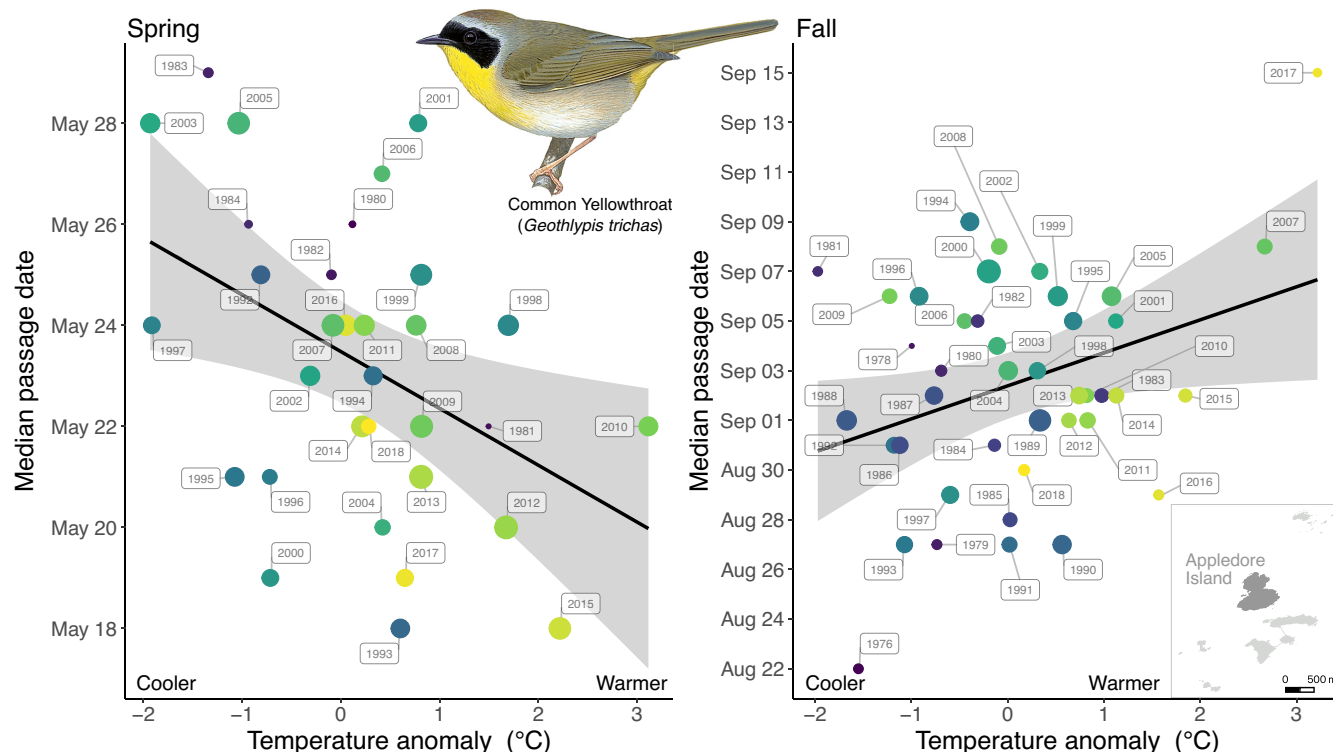 Spring
Median passage date
May 28
May 26
May 24
May 22
May 20
May 18
1983
2005
2003
2001
2006
1984
1980
1982
1992
2016
1999
1998
1997
2007
2011
2008
2002
1994
2009
2014
2018
1981
2010
1995
1996
2013
2004
2012
2000
2017
2015
1993
Common Yellowthroat
(Geothlypis trichas)
Cooler
Warmer
−2
−1
0
1
2
3
Temperature anomaly (°C)
Fall
Median passage date
Sep 15
Sep 13
Sep 11
Sep 09
Sep 07
Sep 05
Sep 03
Sep 01
Aug 30
Aug 28
Aug 26
Aug 24
Aug 22
2017
2008
2002
1994
1999
2007
1981
2000
1996
1995
2005
2009
2006
1982
2001
1978
1980
2003
1998
2010
1988
1987
2004
2013
1983
2015
1992
1986
1984
1989
2012
2014
2011
2018
2016
1997
1985
1993
1979
1991
1990
1976
Appledore
Island
0 500 m
Cooler
Warmer
−2
−1
0
1
2
3
Temperature anomaly (°C)